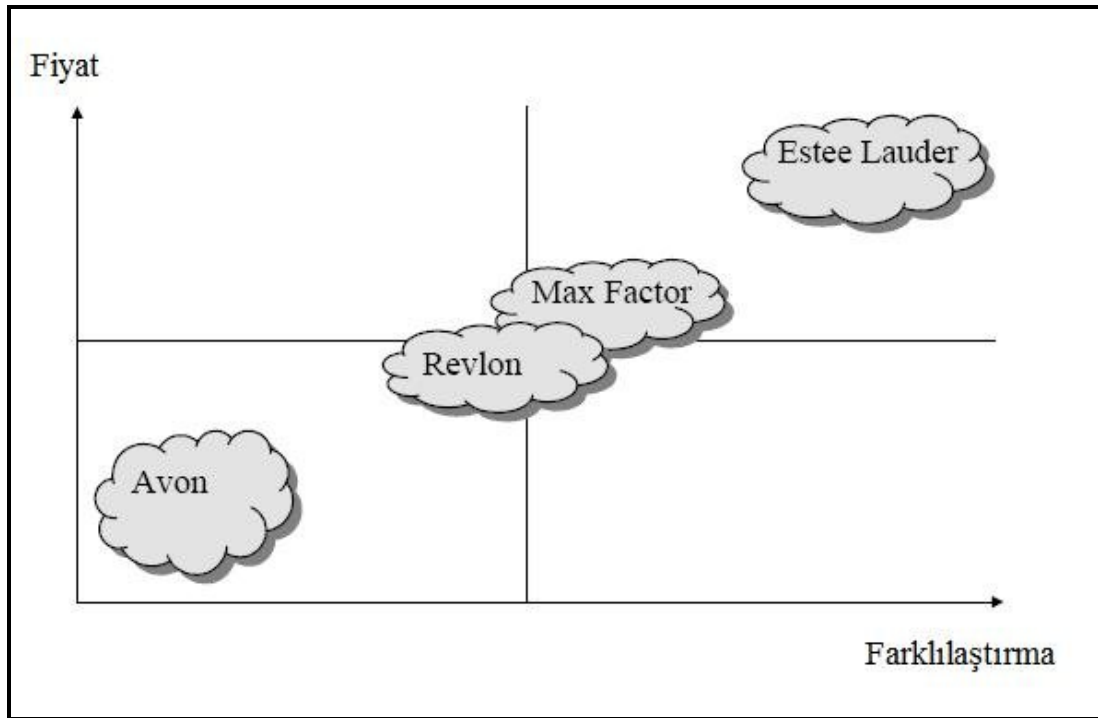 Fiyat
Estee Lauder
Max Factor
Revlon
Avon
Farklılaştırma